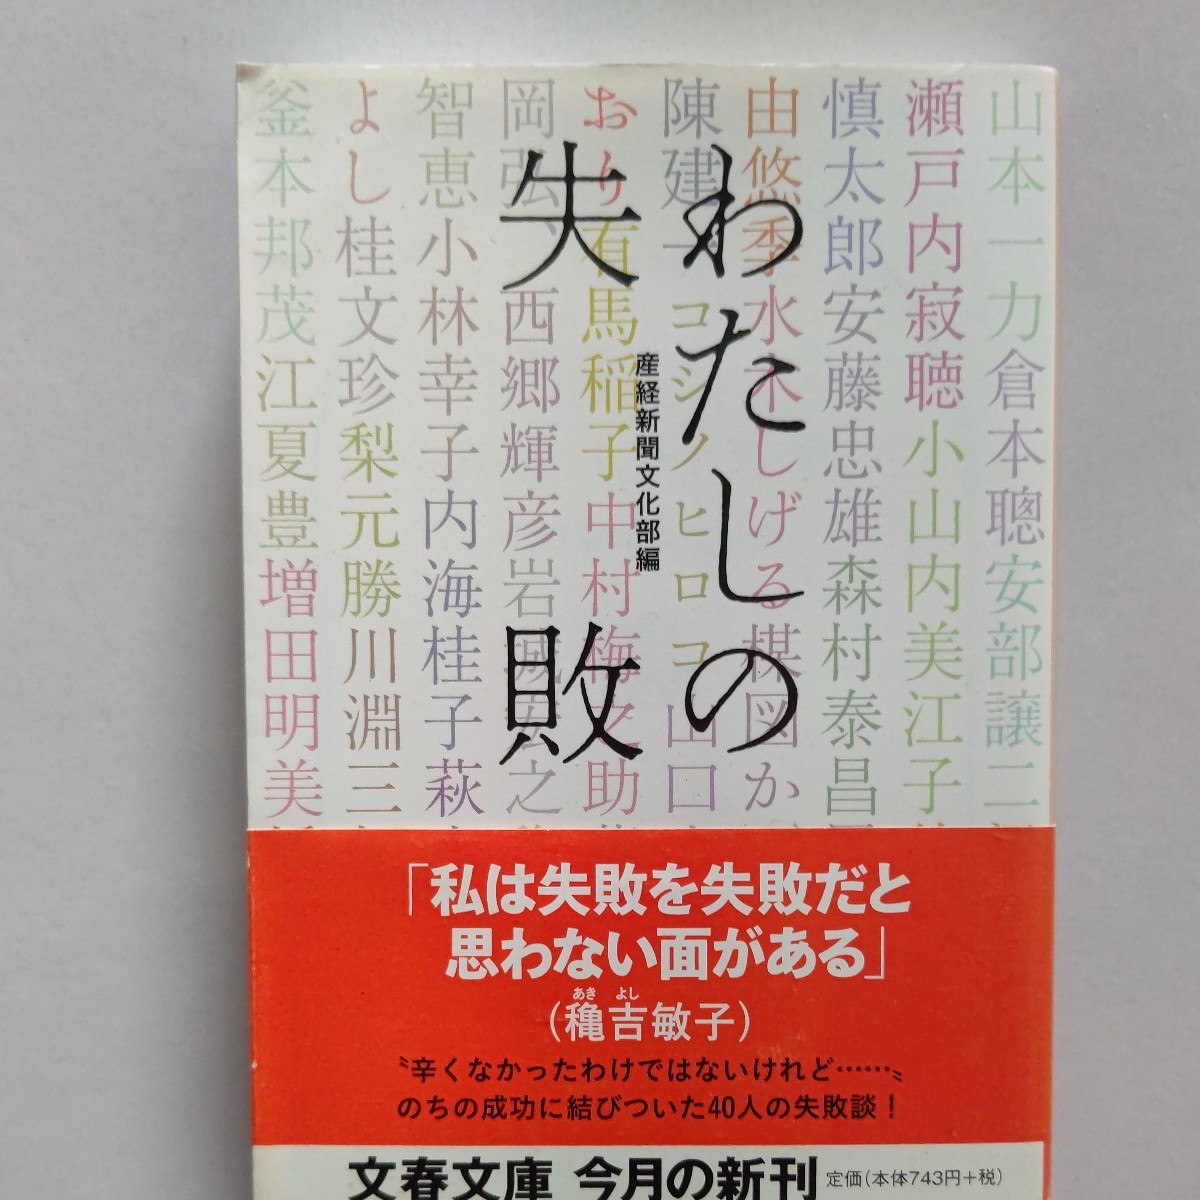 わたしの
失敗
産経新聞文化部編
山本一力倉本聰安部譲二
瀬戸内寂聴小山内美江子
慎太郎安藤忠雄森村泰昌
由悠季水木しげる楳図か
陳建一コシノヒロコ山口
おり有馬稲子中村梅之助
岡弘、西郷輝彦岩城宏之
智恵小林幸子内海桂子萩
よし桂文珍梨元勝川淵三
釜本邦茂江夏豊増田明美
「私は失敗を失敗だと
思わない面がある」
あき よし
(穐吉敏子)
〝辛くなかったわけではないけれど……〟
のちの成功に結びついた40人の失敗談!
文春文庫 今月の新刊 定価(本体743円+税)